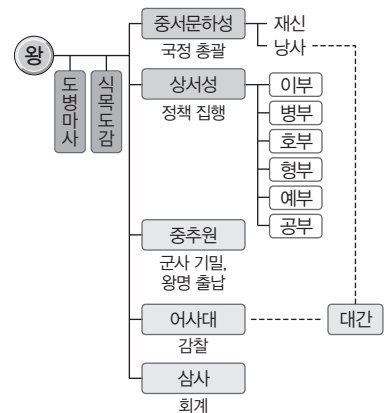 왕
도병마사
식목도감
중서문하성
국정 총괄
재신
낭사
상서성
정책 집행
이부
병부
호부
형부
예부
공부
중추원
군사 기밀,
왕명 출납
어사대
감찰
대간
삼사
회계